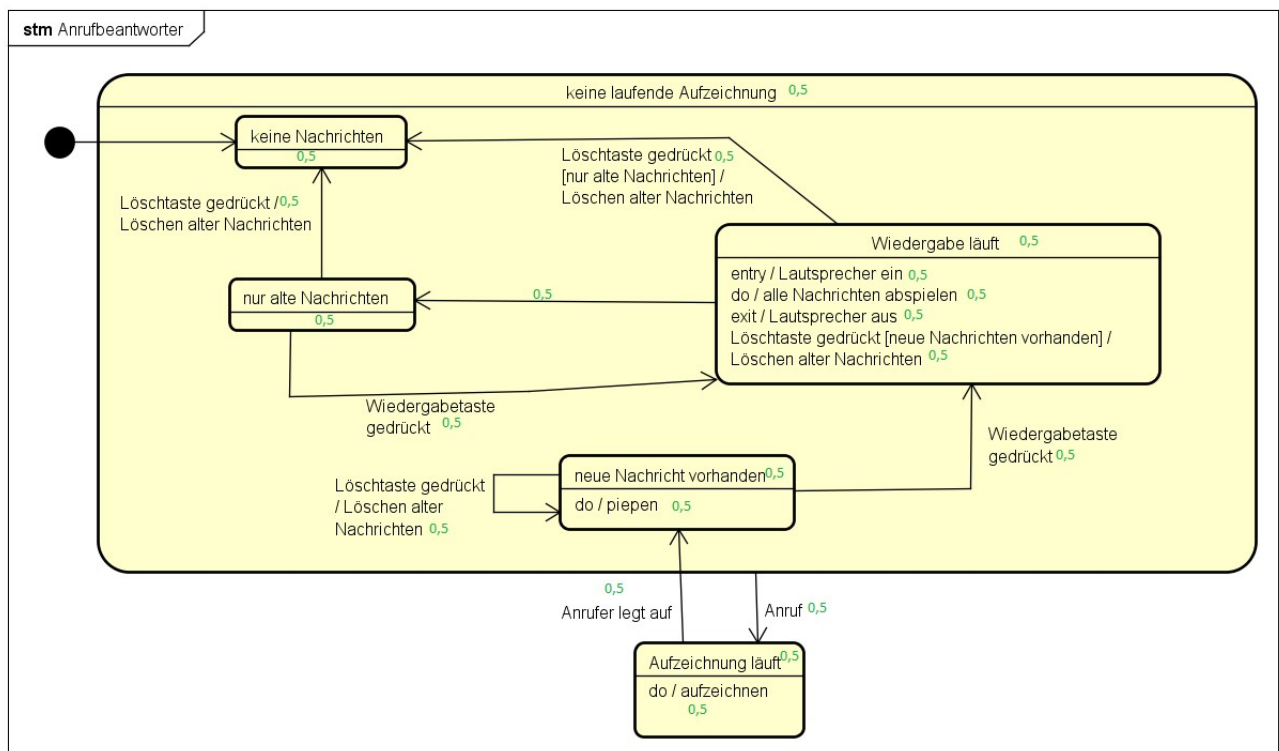 stm Anrufbeantworter
keine laufende Aufzeichnung 0,5
keine Nachrichten
0,5
Löschtaste gedrückt 0,5
[nur alte Nachrichten] /
Löschen alter Nachrichten
Löschtaste gedrückt / 0,5
Löschen alter Nachrichten
Wiedergabe läuft 0,5
entry / Lautsprecher ein 0,5
do / alle Nachrichten abspielen 0,5
exit / Lautsprecher aus 0,5
Löschtaste gedrückt [neue Nachrichten vorhanden] /
Löschen alter Nachrichten 0,5
nur alte Nachrichten
0,5
0,5
Wiedergabetaste
gedrückt 0,5
Wiedergabetaste
gedrückt 0,5
neue Nachricht vorhanden 0,5
do / piepen 0,5
Löschtaste gedrückt
/ Löschen alter
Nachrichten 0,5
0,5
Anrufer legt auf
Anruf 0,5
Aufzeichnung läuft 0,5
do / aufzeichnen
0,5